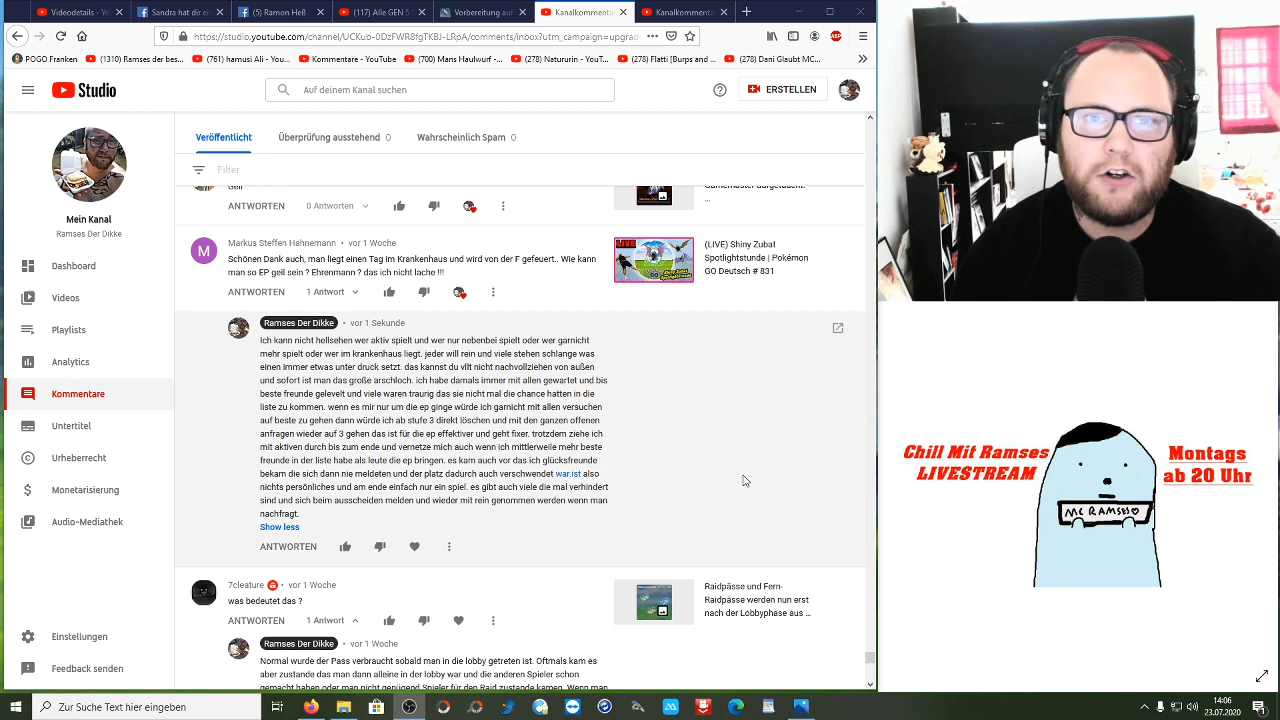 Videodetails - Yo
Sandra hat dir ein
(5) Ramon Heß
(117) Alle GEN 5
Vorbereitung auf
Kanalkomment
Kanalkommenta
https://studio.youtube.com/channel/UCKub-0DzFWR8fgTKBJ-LRpA/comments/inbox?utm_campaign=upgrad
POGO Franken
(1310) Ramses der bes...
(761) hamusi Ali - You...
Kommentare - YouTube
(700) Mans Haulwurf - ...
(278) Natururin - YouT...
(278) Flatti [Burps and ...
(728) Dani Glaubt MC...
Studio
Auf deinem Kanal suchen
ERSTELLEN
Mein Kanal
Ramses Der Dikke
Dashboard
Videos
Playlists
Analytics
Kommentare
Untertitel
Urheberrecht
Monetarisierung
Audio-Mediathek
Einstellungen
Feedback senden
Veröffentlicht
Überprüfung ausstehend 0
Wahrscheinlich Spam 0
Filter
ANTWORTEN 0 Antworten
...
Markus Steffen Hahnemann • vor 1 Woche
Schönen Dank auch, man liegt einen Tag im Krankenhaus und wird von der F gefeuert.. Wie kann
man so EP geil sein ? Ehrenmann ? das ich nicht lache !!!
ANTWORTEN 1 Antwort
LIVE
(LIVE) Shiny Zubat
Spotlightstunde | Pokémon
GO Deutsch # 831
Ramses Der Dikke • vor 1 Sekunde
Ich kann nicht hellsehen wer aktiv spielt und wer nur nebenbei spielt oder wer garnicht
mehr spielt oder wer im krankenhaus liegt. jeder will rein und viele stehen schlange was
einen immer etwas unter druck setzt. das kannst du vllt nicht nachvollziehen von außen
und sofort ist man das große arschloch. ich habe damals immer mit allen gewartet und bis
beste freunde gelevelt und viele waren traurig das sie nicht mal die chance hatten in die
liste zu kommen. wenn es mir nur um die ep ginge würde ich garnicht mit allen versuchen
auf beste zu gehen dann würde ich ab stufe 3 direkt löschen und mit den ganzen offenen
anfragen wieder auf 3 gehen das ist für die ep effektiver und geht fixer. trotzdem ziehe ich
mit aktiven durch bis zum ende und vernetze mich auch wenn ich mittlerweile mehr beste
freunde in der liste habe als leute die ep bringen. es kam auch vor das ich glücksfreunde
bekam die sich dann nie meldeten und der platz dadurch auch verschwendet war.ist also
nichts persönliches und am ende einfach nur ein spiel. es gibt auch viele die mal verhindert
sind und sich beim ausscheiden melden und wieder mit rein genommen werden wenn man
nachfragt.
Show less
ANTWORTEN
7cleature • vor 1 Woche
was bedeutet das ?
ANTWORTEN 1 Antwort
Raidpässe und Fern-
Raidpässe werden nun erst
nach der Lobbyphase aus ...
Ramses Der Dikke • vor 1 Woche
Normal wurde der Pass verbraucht sobald man in die lobby getreten ist. Oftmals kam es
aber zustande das man dann alleine in der lobby war und die anderen Spieler schon
gemacht haben oder man nicht genügend Spieler für den Raid zustande kamen. Wenn man
Chill Mit Ramses
LIVESTREAM
Montags
ab 20 Uhr
MC RAMSES
Zur Suche Text hier eingeben
14:06
23.07.2020